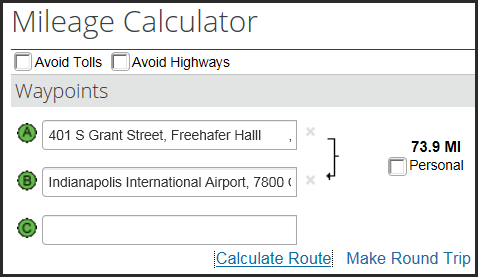 Mileage Calculator
Avoid Tolls Avoid Highways
Waypoints
A 401 S Grant Street, Freehafer Halll ,
73.9 MI
Personal
B Indianapolis International Airport, 7800
C
Calculate Route Make Round Trip